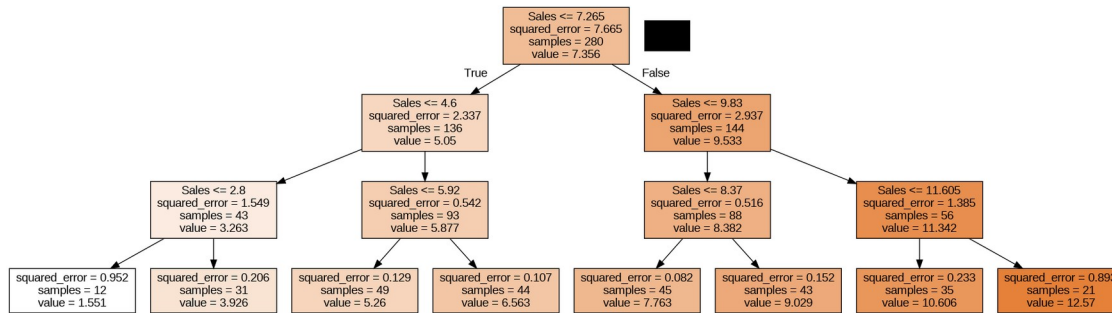 Sales <= 7.265
squared_error = 7.665
samples = 280
value = 7.356
True
False
Sales <= 4.6
squared_error = 2.337
samples = 136
value = 5.05
Sales <= 9.83
squared_error = 2.937
samples = 144
value = 9.533
Sales <= 2.8
squared_error = 1.549
samples = 43
value = 3.263
Sales <= 5.92
squared_error = 0.542
samples = 93
value = 5.877
Sales <= 8.37
squared_error = 0.516
samples = 88
value = 8.382
Sales <= 11.605
squared_error = 1.385
samples = 56
value = 11.342
squared_error = 0.952
samples = 12
value = 1.551
squared_error = 0.206
samples = 31
value = 3.926
squared_error = 0.129
samples = 49
value = 5.26
squared_error = 0.107
samples = 44
value = 6.563
squared_error = 0.082
samples = 45
value = 7.763
squared_error = 0.152
samples = 43
value = 9.029
squared_error = 0.233
samples = 35
value = 10.606
squared_error = 0.893
samples = 21
value = 12.57